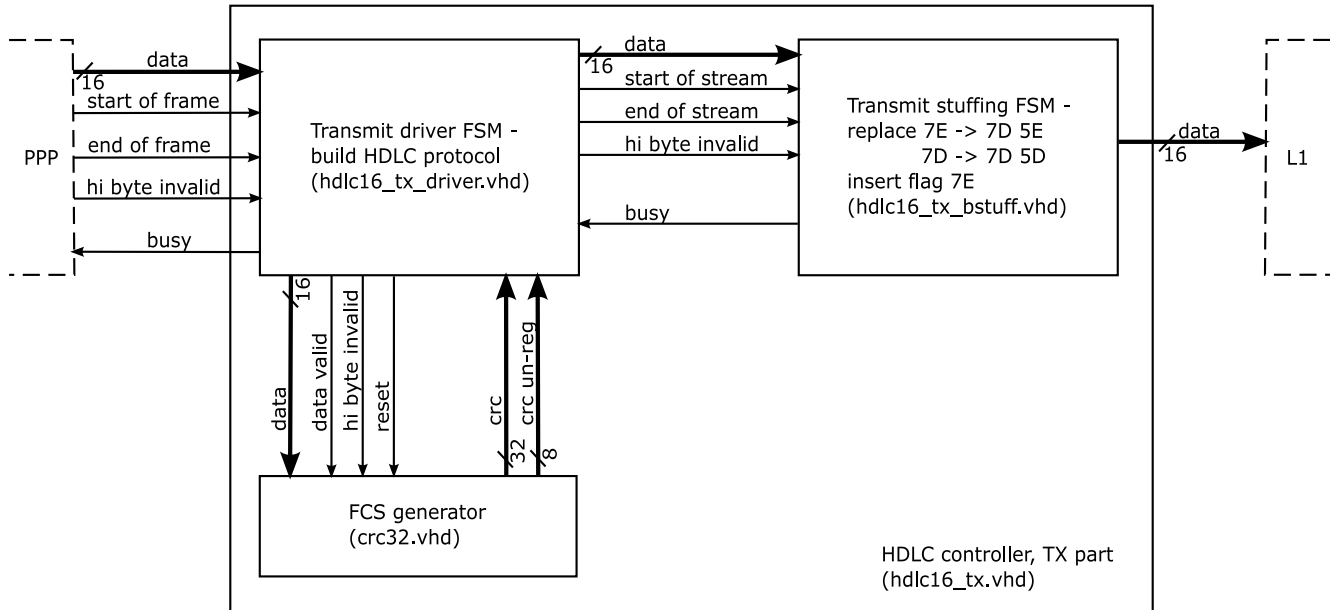 PPP
data
16
start of frame
end of frame
hi byte invalid
busy
Transmit driver FSM -
build HDLC protocol
(hdlc16_tx_driver.vhd)
data
16
start of stream
end of stream
hi byte invalid
busy
Transmit stuffing FSM -
replace 7E -> 7D 5E
7D -> 7D 5D
insert flag 7E
(hdlc16_tx_bstuff.vhd)
data
16
L1
16
data
data valid
hi byte invalid
reset
crc
32
crc un-reg
8
FCS generator
(crc32.vhd)
HDLC controller, TX part
(hdlc16_tx.vhd)